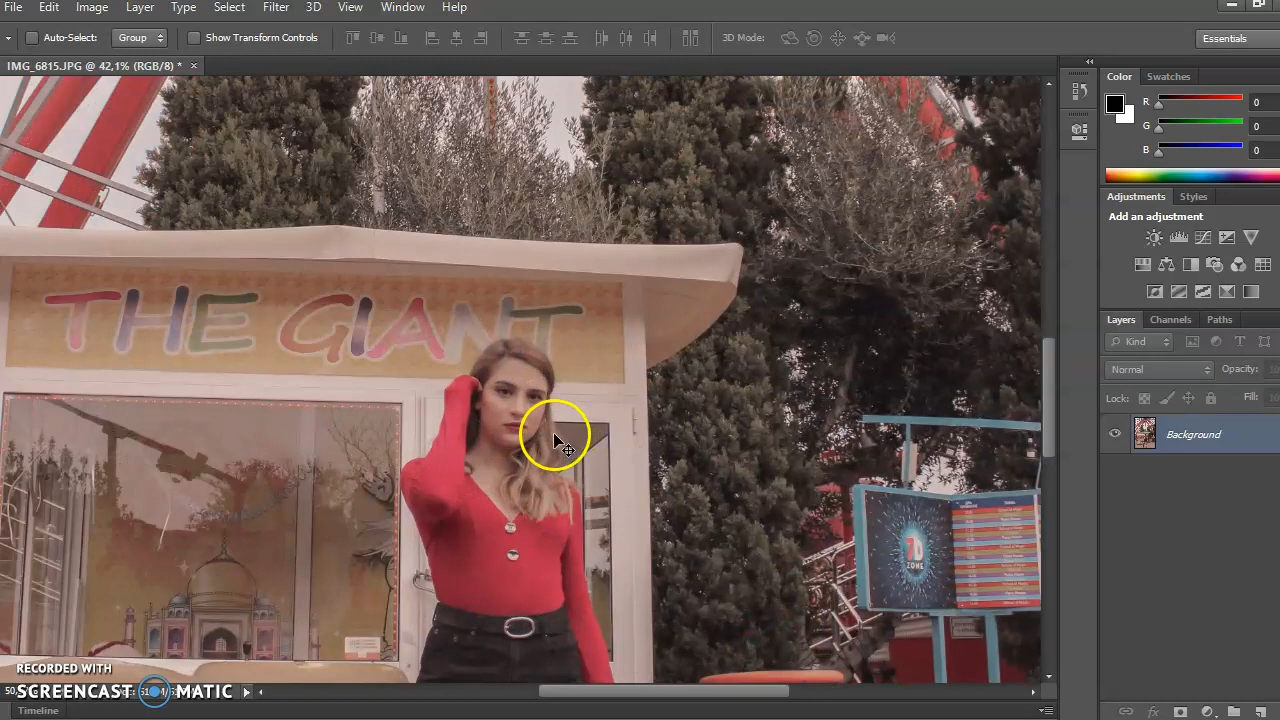 File Edit Image Layer Type Select Filter 3D View Window Help
Auto-Select: Group Show Transform Controls 3D Mode: Essentials
IMG_6815.JPG @ 42,1% (RGB/8) * ×
Color Swatches
R 0
G 0
B 0
Adjustments Styles
Add an adjustment
THE GIANT
Layers Channels Paths
Kind
Normal Opacity:
Lock: Fill:
Background
7D
ZONE
RECORDED WITH
SCREENCAST MATIC
Timeline